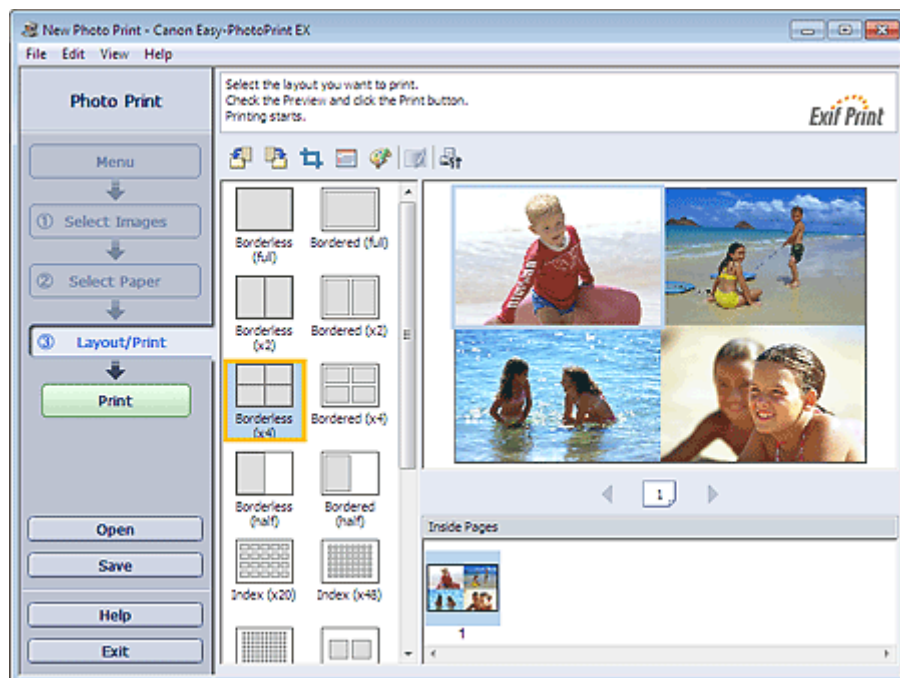 New Photo Print - Canon Easy-PhotoPrint EX
File Edit View Help
Photo Print
Select the layout you want to print.
Check the Preview and click the Print button.
Printing starts.
Exif Print
Menu
① Select Images
② Select Paper
③ Layout/Print
Print
Open
Save
Help
Exit
Borderless
(full)
Bordered (full)
Borderless
(x2)
Bordered (x2)
Borderless
(x4)
Bordered (x4)
Borderless
(half)
Bordered
(half)
Index (x20)
Index (x48)
1
Inside Pages
1